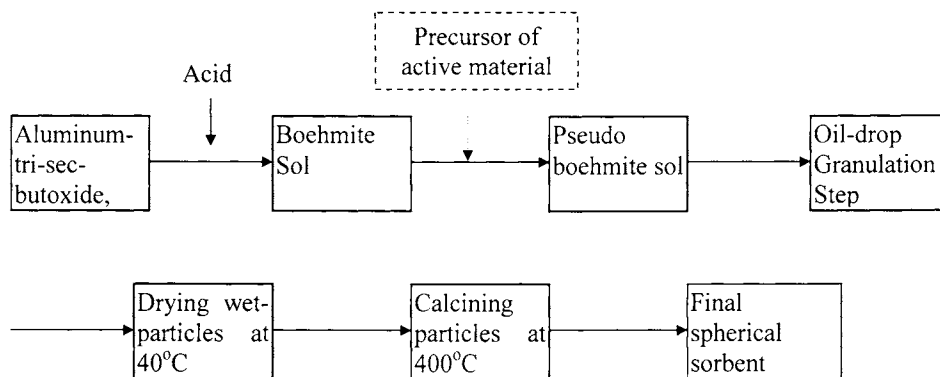 Precursor of
active material
Acid
Aluminum-
tri-sec-
butoxide,
Boehmite
Sol
Pseudo
boehmite sol
Oil-drop
Granulation
Step
Drying wet-
particles at
40°C
Calcining
particles at
400°C
Final
spherical
sorbent